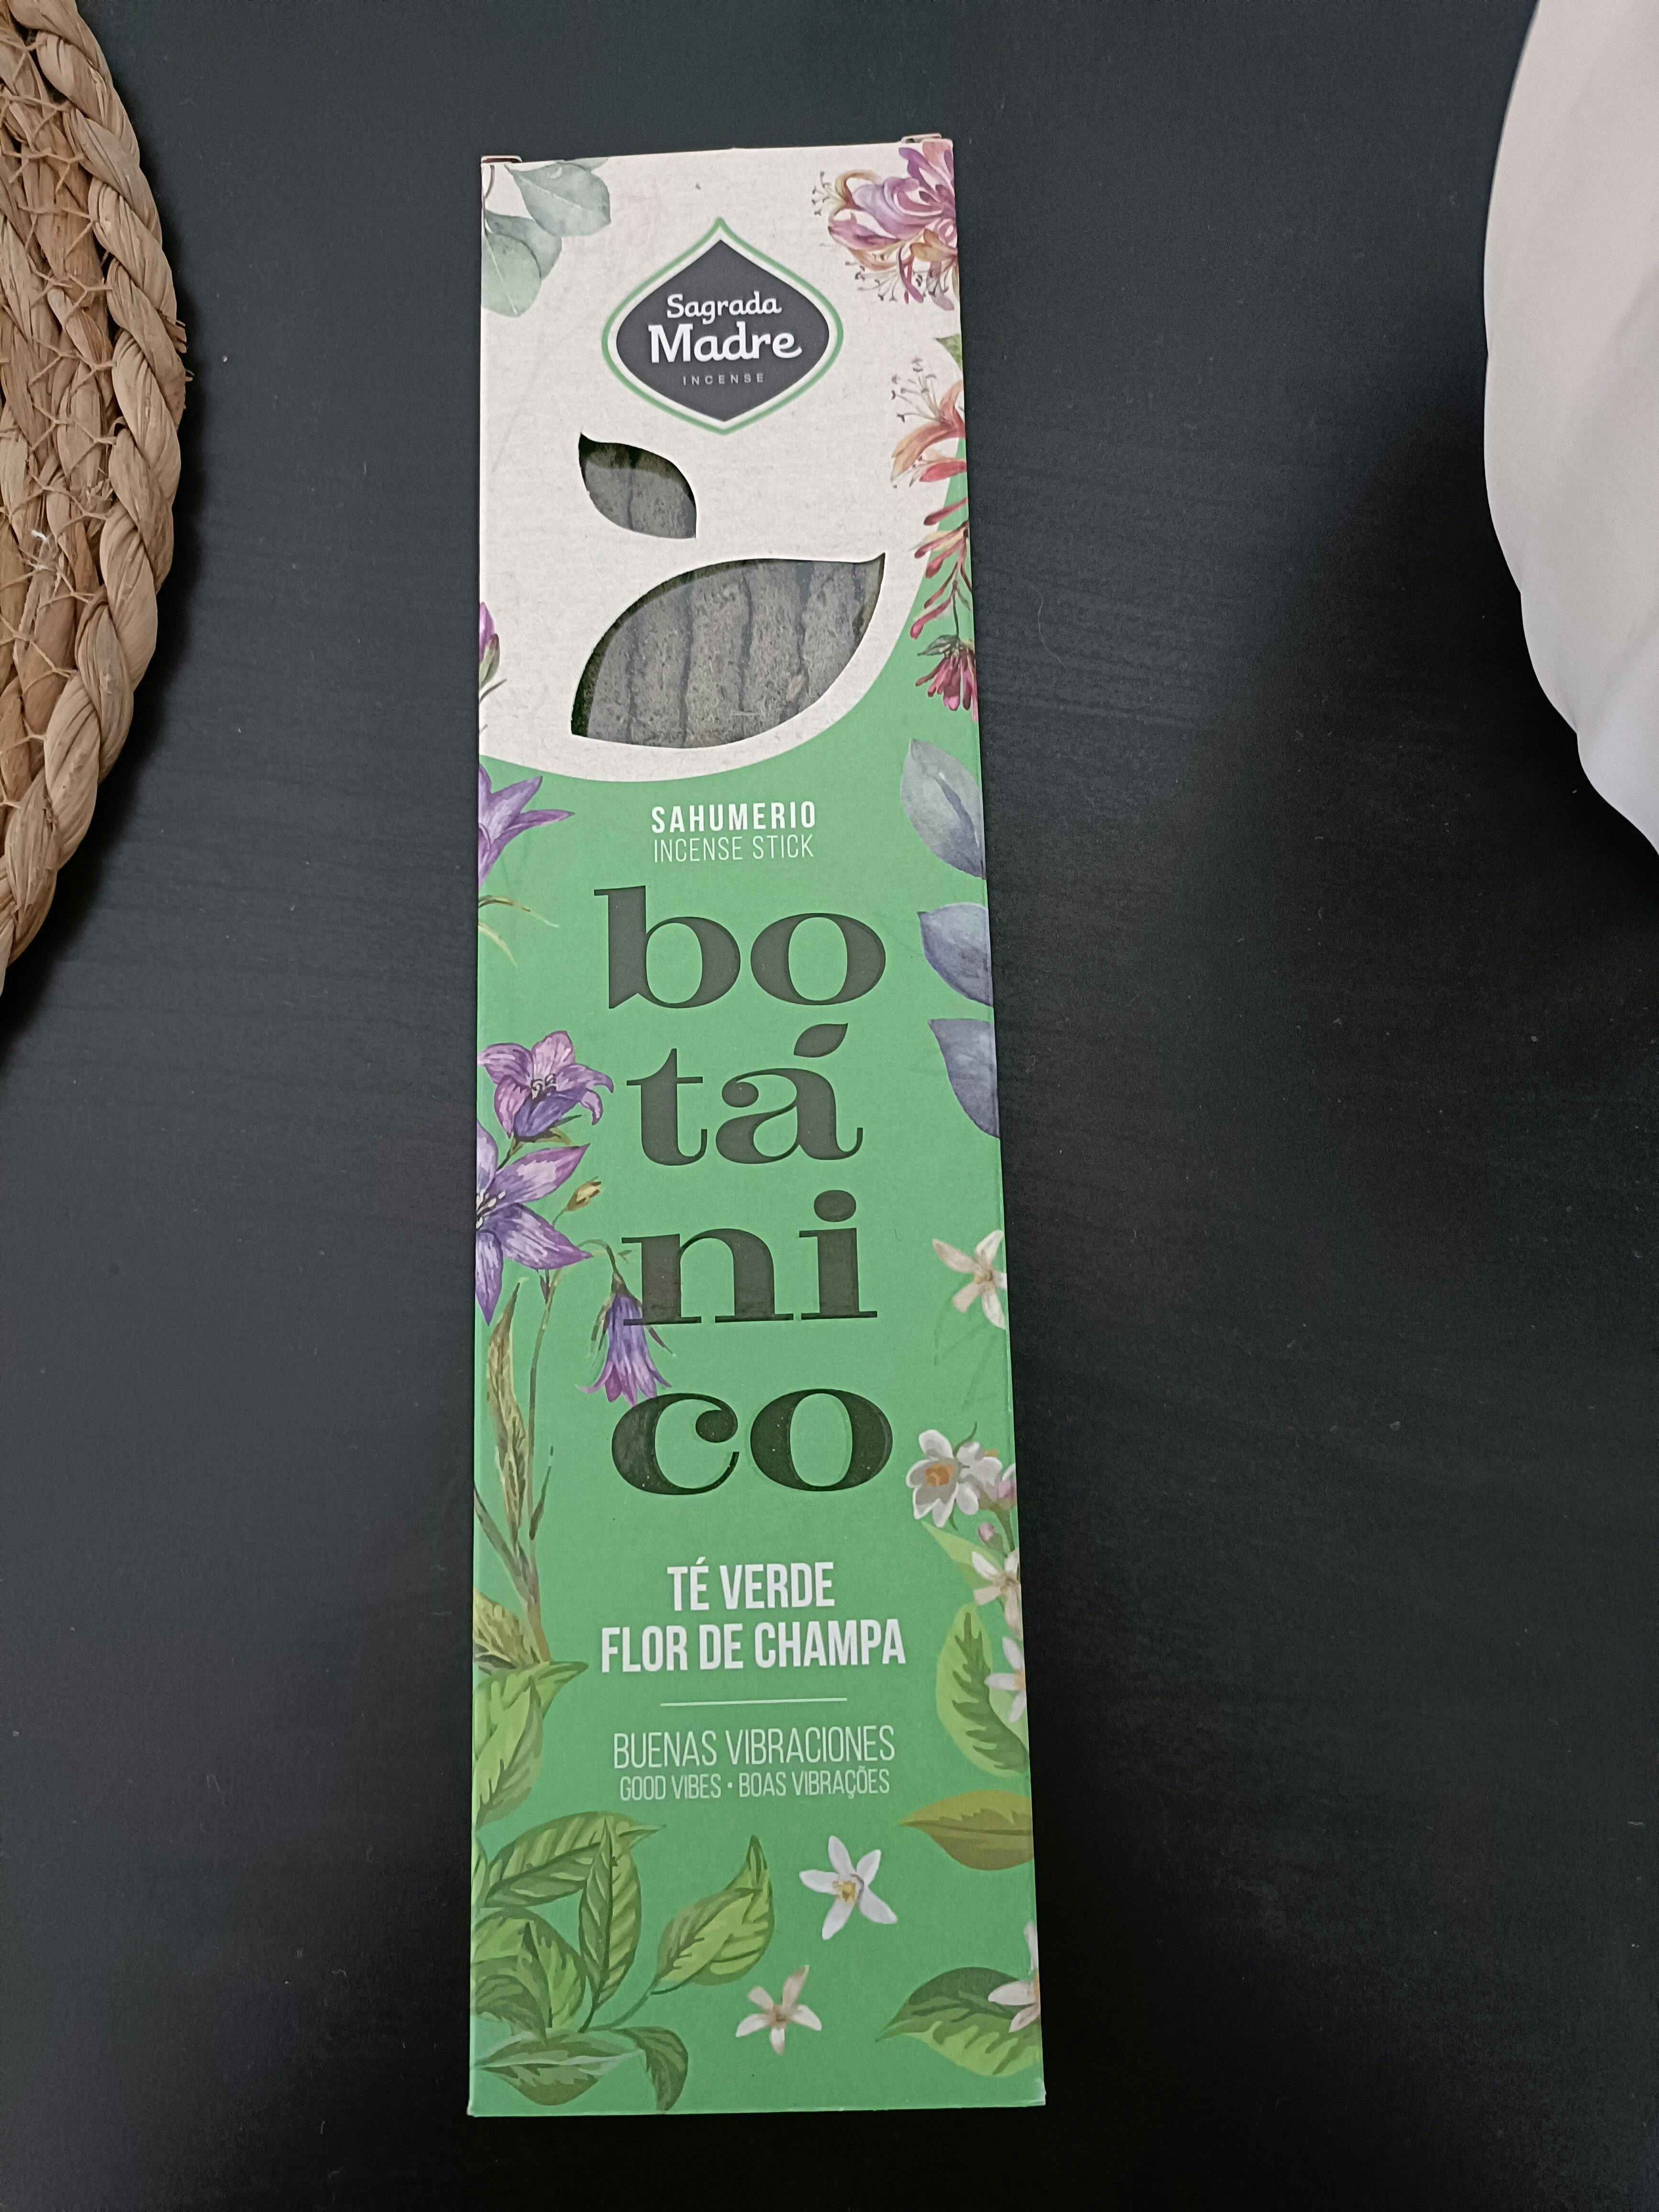 Sagrada
Madre
INCENSE
SAHUMERIO
INCENSE STICK
bo
tá
ni
co
TÉ VERDE
FLOR DE CHAMPA
BUENAS VIBRACIONES
GOOD VIBES • BOAS VIBRAÇÕES